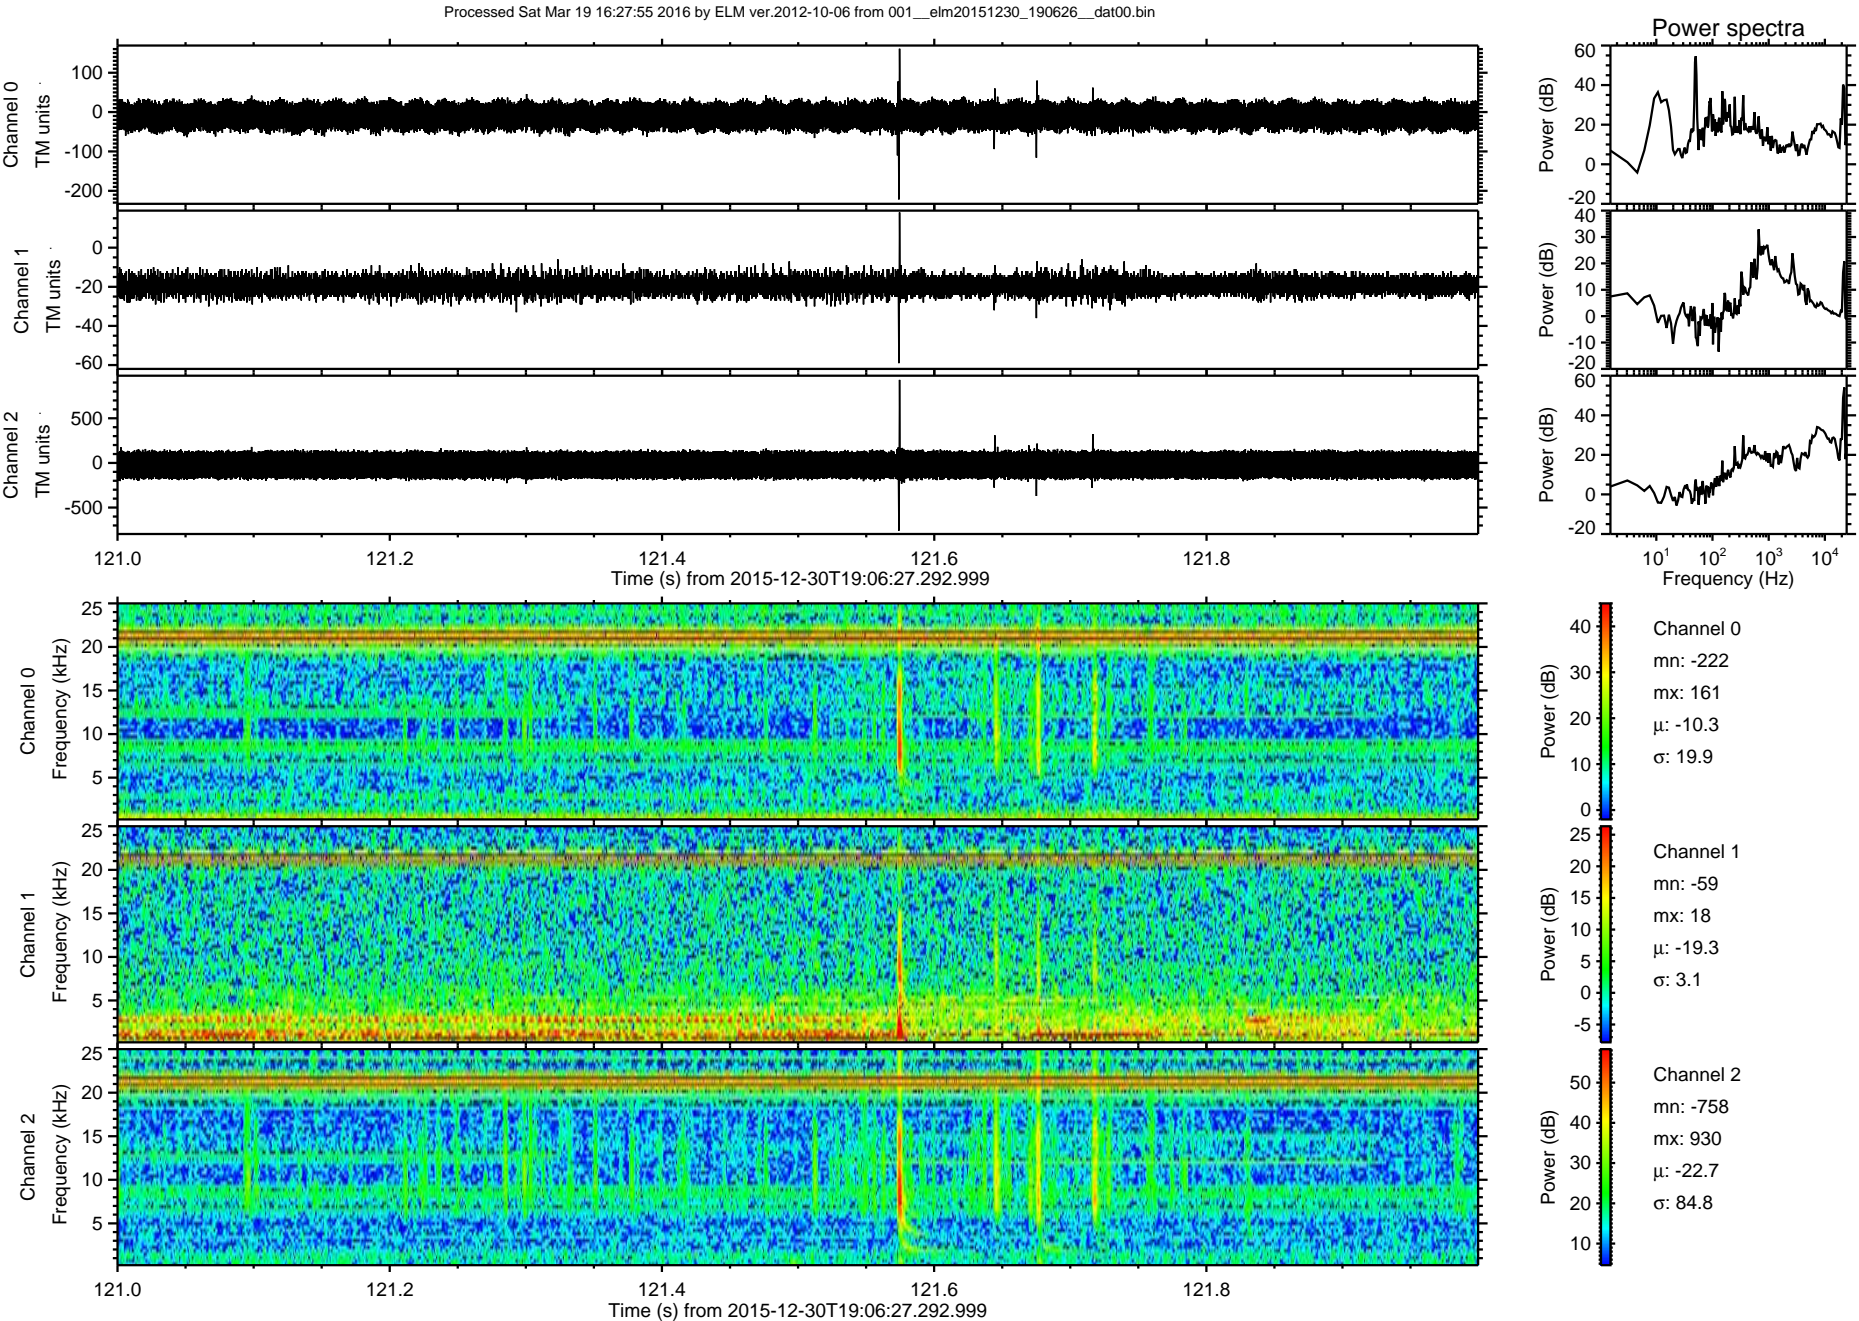 Processed Sat Mar 19 16:27:55 2016 by ELM ver.2012-10-06 from 001__elm20151230_190626__dat00.bin
Power spectra
Channel 0
TM units
100
0
-100
-200
Power (dB)
60
40
20
0
-20
Channel 1
TM units
0
-20
-40
-60
Power (dB)
40
30
20
10
0
-10
-20
Channel 2
TM units
500
0
-500
Power (dB)
60
40
20
0
-20
121.0 121.2 121.4 121.6 121.8
Time (s) from 2015-12-30T19:06:27.292.999
10^1 10^2 10^3 10^4
Frequency (Hz)
Channel 0
Frequency (kHz)
25
20
15
10
5
Power (dB)
40
30
20
10
0
Channel 0
mn: -222
mx: 161
μ: -10.3
σ: 19.9
Channel 1
Frequency (kHz)
25
20
15
10
5
Power (dB)
25
20
15
10
5
0
-5
Channel 1
mn: -59
mx: 18
μ: -19.3
σ: 3.1
Channel 2
Frequency (kHz)
25
20
15
10
5
Power (dB)
50
40
30
20
10
Channel 2
mn: -758
mx: 930
μ: -22.7
σ: 84.8
121.0 121.2 121.4 121.6 121.8
Time (s) from 2015-12-30T19:06:27.292.999